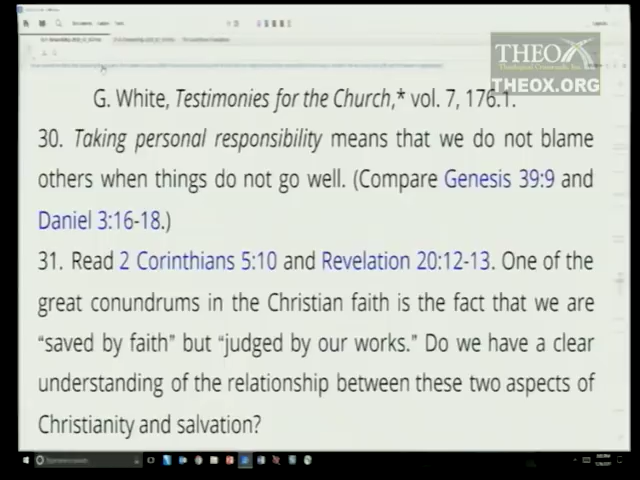 THEOX
THEOX.ORG
G. White, Testimonies for the Church,* vol. 7, 176.1.
30. Taking personal responsibility means that we do not blame
others when things do not go well. (Compare Genesis 39:9 and
Daniel 3:16-18.)
31. Read 2 Corinthians 5:10 and Revelation 20:12-13. One of the
great conundrums in the Christian faith is the fact that we are
“saved by faith” but “judged by our works.” Do we have a clear
understanding of the relationship between these two aspects of
Christianity and salvation?